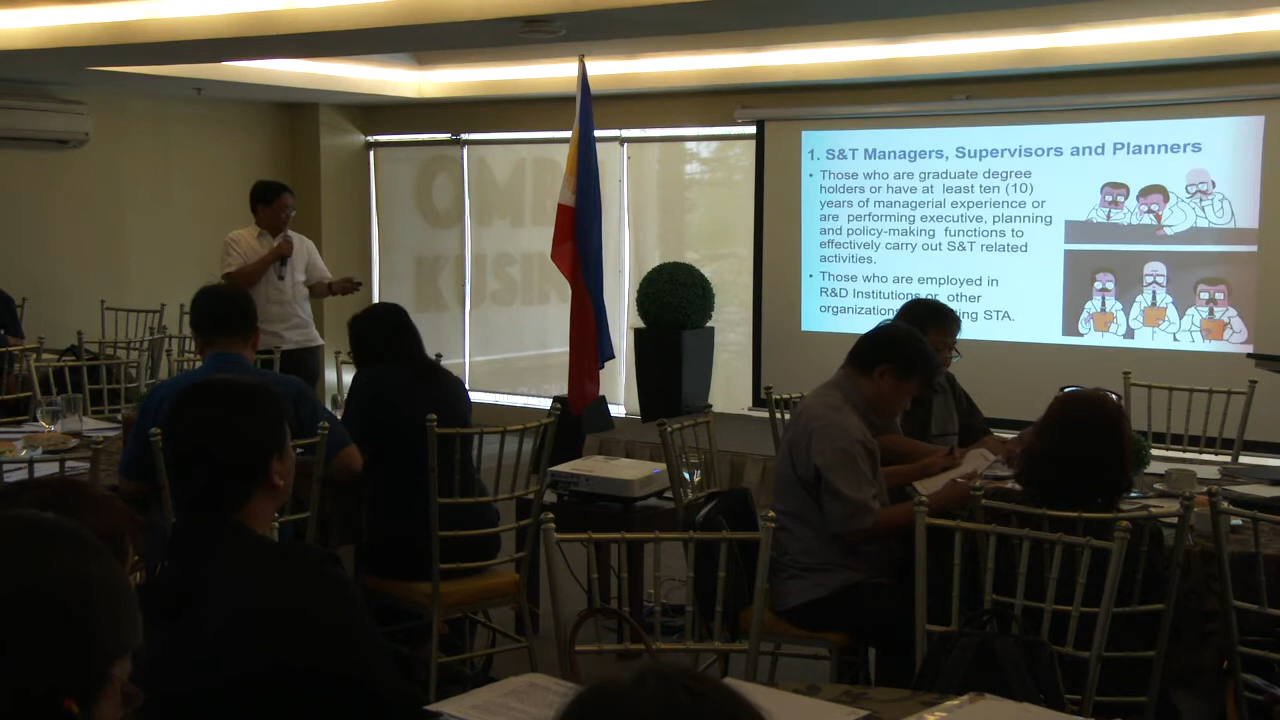 1. S&T Managers, Supervisors and Planners
• Those who are graduate degree
holders or have at least ten (10)
years of managerial experience or
are performing executive, planning
and policy-making functions to
effectively carry out S&T related
activities.
• Those who are employed in
R&D Institutions or other
STA.
KUSIN